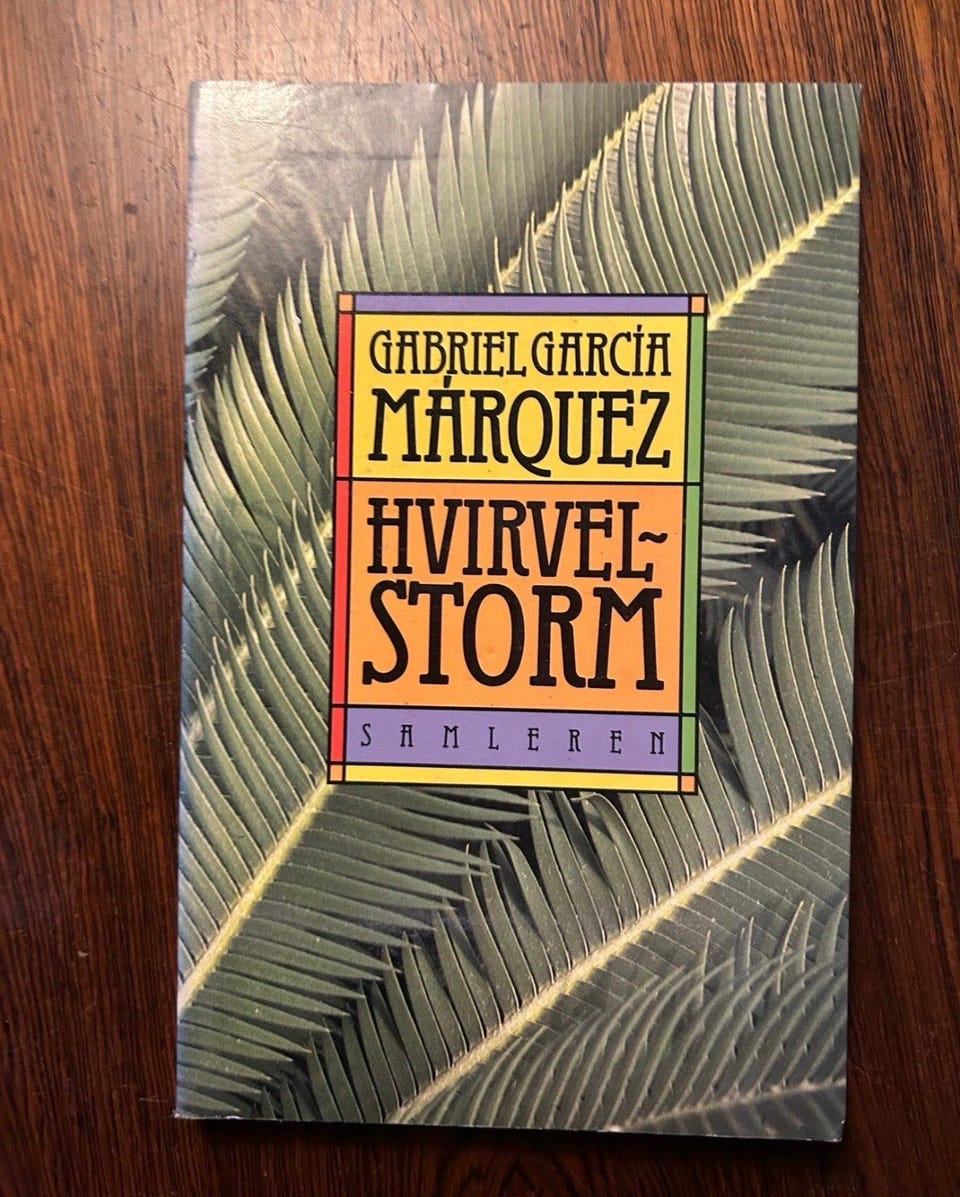 GABRIEL GARCÍA
MÁRQUEZ
HVIRVEL~
STORM
SAMLEREN